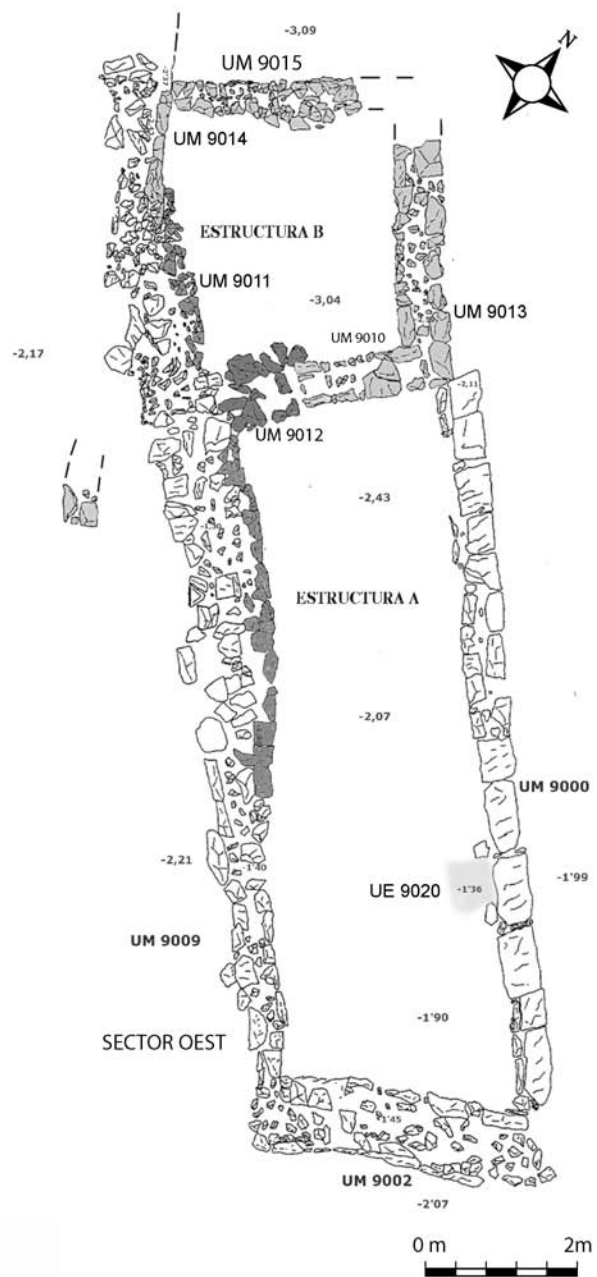 -3,09
N
UM 9015
UM 9014
ESTRUCTURA B
UM 9011
-3,04
UM 9013
UM 9010
-2,17
-2,11
UM 9012
-2,43
ESTRUCTURA A
-2,07
UM 9000
-2,21
-1'40
UE 9020
-1'36
-1'99
UM 9009
-1'90
SECTOR OEST
-1'45
UM 9002
-2'07
0 m
2m